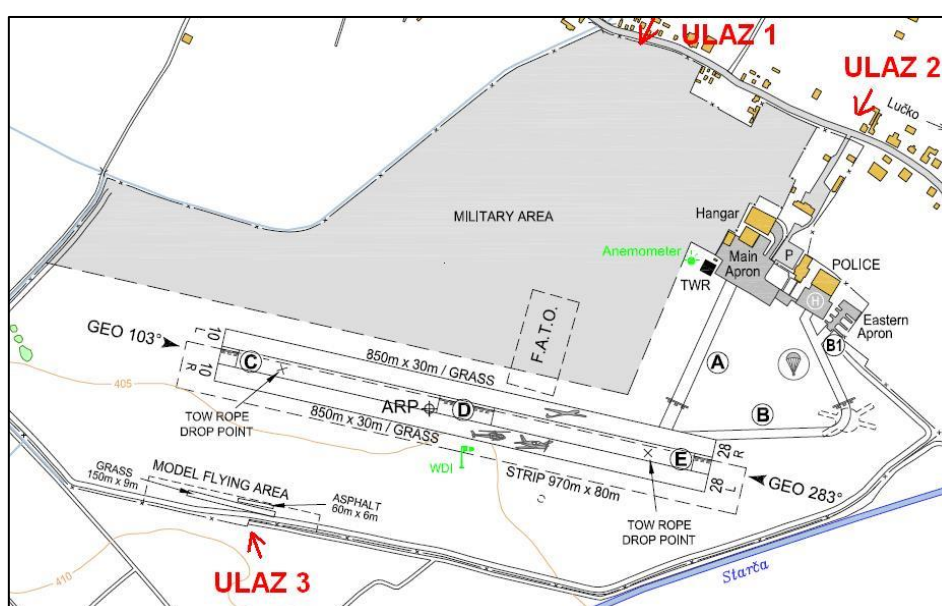 ULAZ 1
ULAZ 2
Lučko
MILITARY AREA
Hangar
Anemometer
TWR
Main
Apron
P
POLICE
H
Eastern
Apron
B1
GEO 103°
10
L
10
R
C
850m x 30m / GRASS
F.A.T.O.
A
B
405
TOW ROPE
DROP POINT
ARP
D
850m x 30m / GRASS
WDI
E
28
R
28
L
GEO 283°
STRIP 970m x 80m
TOW ROPE
DROP POINT
MODEL FLYING AREA
GRASS
150m x 9m
ASPHALT
60m x 6m
ULAZ 3
410
Starča